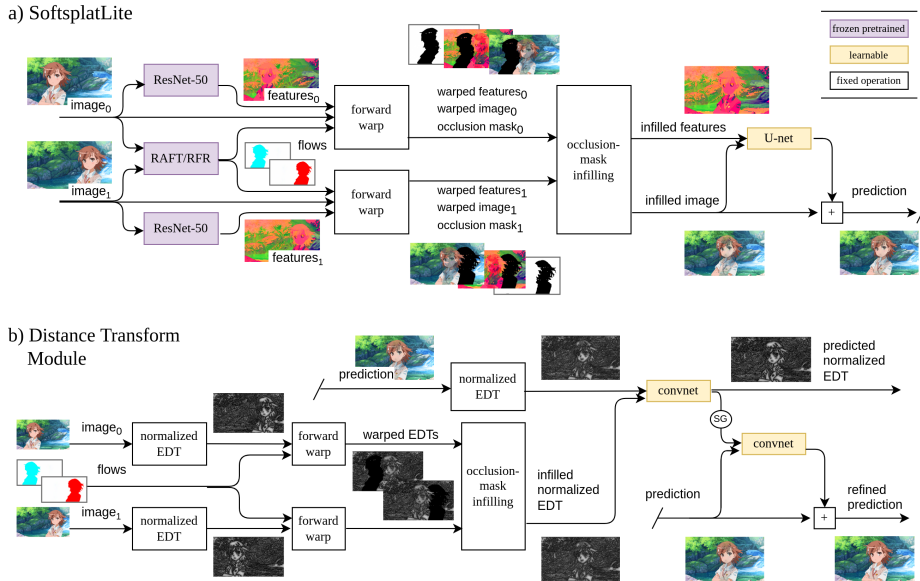 a) SoftsplatLite
frozen pretrained
learnable
fixed operation
image0
ResNet-50
features0
RAFT/RFR
flows
image1
ResNet-50
features1
forward
warp
forward
warp
warped features0
warped image0
occlusion mask0
warped features1
warped image1
occlusion mask1
occlusion-
mask
infilling
infilled features
infilled image
U-net
+
prediction
b) Distance Transform
Module
prediction
normalized
EDT
image0
normalized
EDT
flows
image1
normalized
EDT
forward
warp
forward
warp
warped EDTs
occlusion-
mask
infilling
infilled
normalized
EDT
convnet
predicted
normalized
EDT
SG
convnet
prediction
+
refined
prediction